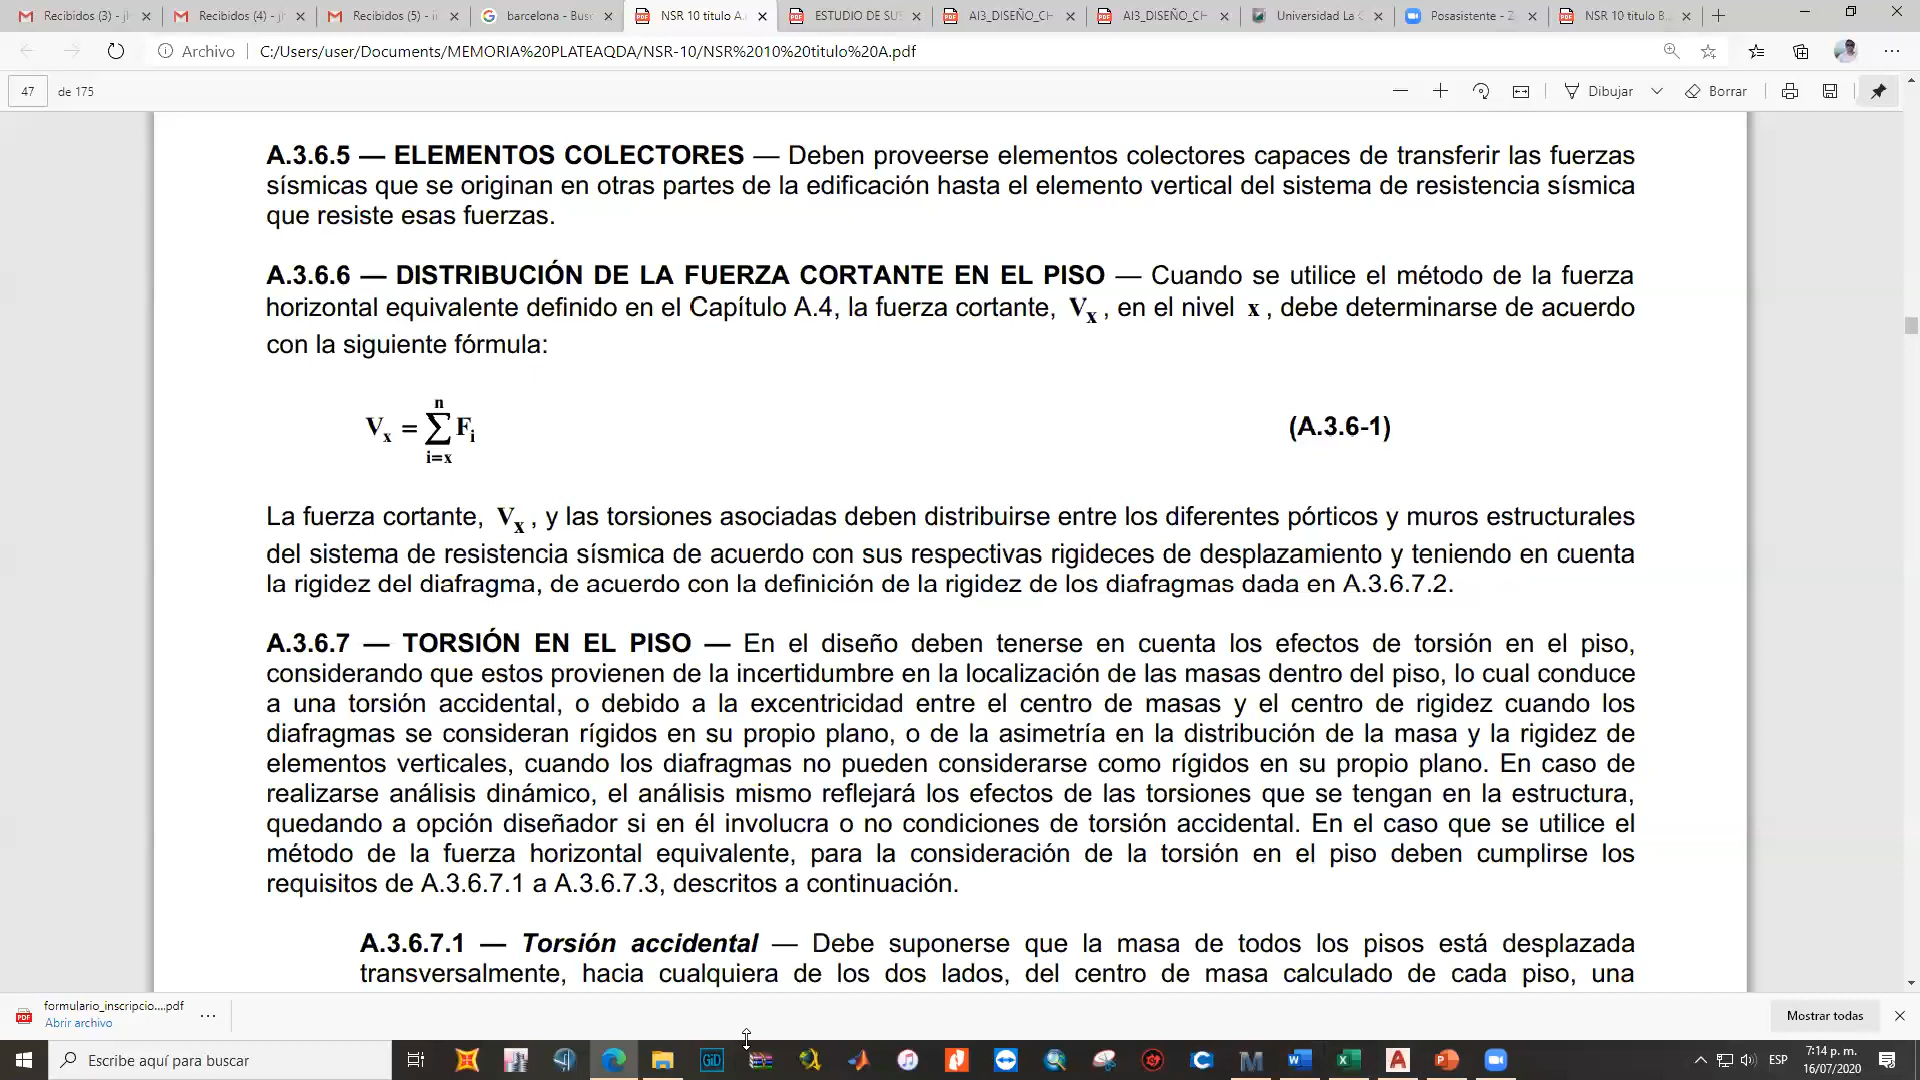 Recibidos (3) - jl
Recibidos (4) - jl
Recibidos (5) - ii
barcelona - Bus
NSR 10 titulo A.
ESTUDIO DE SU
AI3_DISEÑO_CH
AI3_DISEÑO_CH
Universidad La
Posasistente - Z
NSR 10 titulo B
Archivo C:/Users/user/Documents/MEMORIA%20PLATEAQDA/NSR-10/NSR%2010%20titulo%20A.pdf
47 de 175 Dibujar Borrar
A.3.6.5 — ELEMENTOS COLECTORES — Deben proveerse elementos colectores capaces de transferir las fuerzas
sísmicas que se originan en otras partes de la edificación hasta el elemento vertical del sistema de resistencia sísmica
que resiste esas fuerzas.
A.3.6.6 — DISTRIBUCIÓN DE LA FUERZA CORTANTE EN EL PISO — Cuando se utilice el método de la fuerza
horizontal equivalente definido en el Capítulo A.4, la fuerza cortante, Vx , en el nivel x , debe determinarse de acuerdo
con la siguiente fórmula:
n
Vx = ∑ Fi (A.3.6-1)
i=x
La fuerza cortante, Vx , y las torsiones asociadas deben distribuirse entre los diferentes pórticos y muros estructurales
del sistema de resistencia sísmica de acuerdo con sus respectivas rigideces de desplazamiento y teniendo en cuenta
la rigidez del diafragma, de acuerdo con la definición de la rigidez de los diafragmas dada en A.3.6.7.2.
A.3.6.7 — TORSIÓN EN EL PISO — En el diseño deben tenerse en cuenta los efectos de torsión en el piso,
considerando que estos provienen de la incertidumbre en la localización de las masas dentro del piso, lo cual conduce
a una torsión accidental, o debido a la excentricidad entre el centro de masas y el centro de rigidez cuando los
diafragmas se consideran rígidos en su propio plano, o de la asimetría en la distribución de la masa y la rigidez de
elementos verticales, cuando los diafragmas no pueden considerarse como rígidos en su propio plano. En caso de
realizarse análisis dinámico, el análisis mismo reflejará los efectos de las torsiones que se tengan en la estructura,
quedando a opción diseñador si en él involucra o no condiciones de torsión accidental. En el caso que se utilice el
método de la fuerza horizontal equivalente, para la consideración de la torsión en el piso deben cumplirse los
requisitos de A.3.6.7.1 a A.3.6.7.3, descritos a continuación.
A.3.6.7.1 — Torsión accidental — Debe suponerse que la masa de todos los pisos está desplazada
transversalmente, hacia cualquiera de los dos lados, del centro de masa calculado de cada piso, una
formulario_inscripcio....pdf
Abrir archivo
Mostrar todas
Escribe aquí para buscar
GiD
ESP
7:14 p. m.
16/07/2020